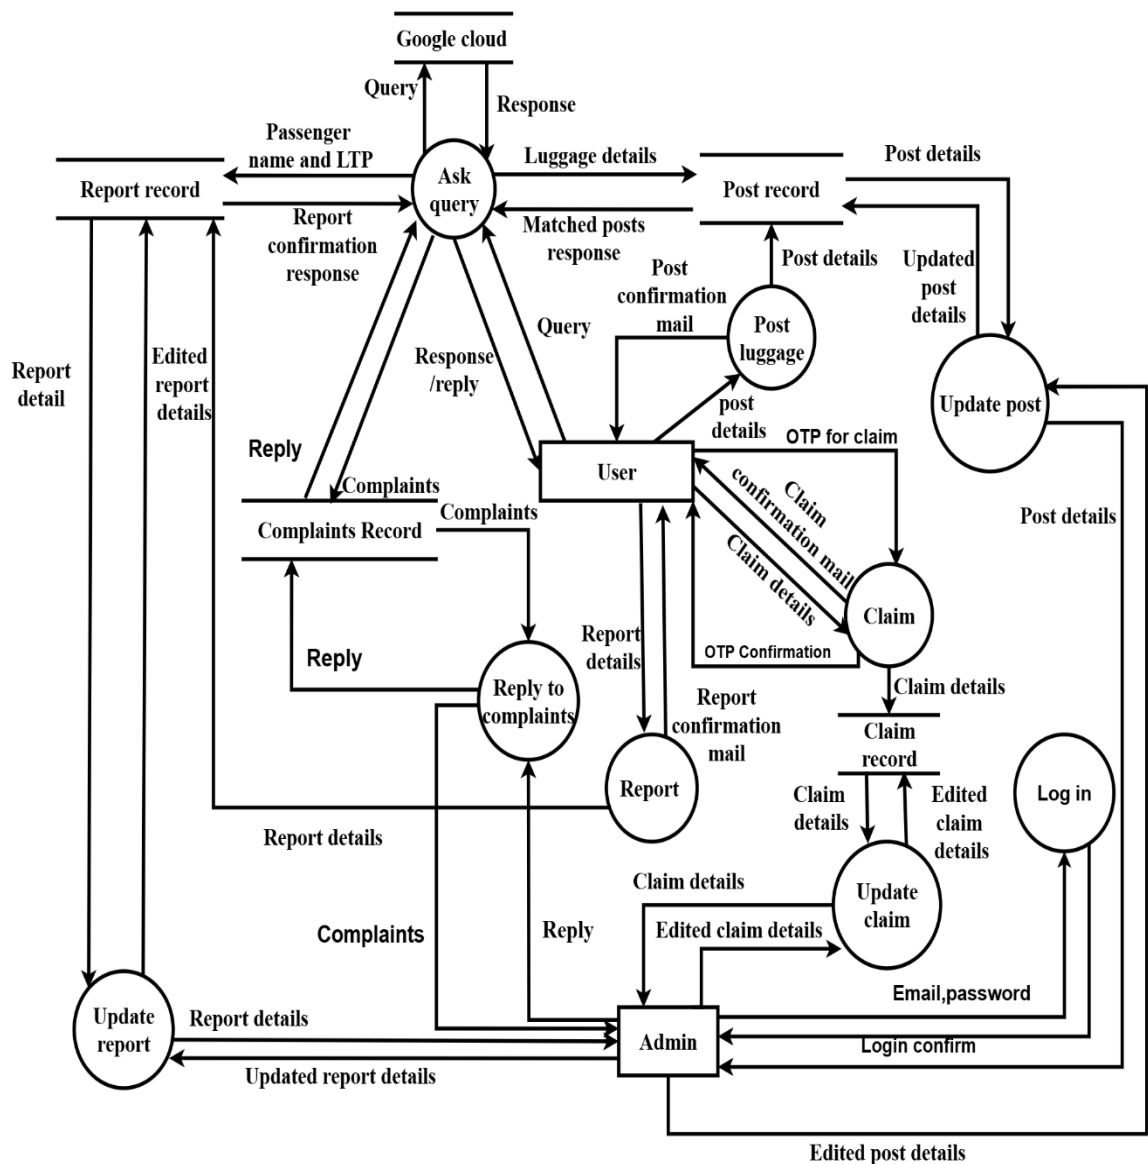 Google cloud
Query
Response
Passenger
name and LTP
Luggage details
Post details
Ask
query
Report record
Post record
Report
confirmation
response
Matched posts
response
Post details
Updated
post
details
Post
confirmation
mail
Query
Post
luggage
Report
detail
Edited
report
details
Response
/reply
post
details
Update post
OTP for claim
Reply
User
Complaints
Complaints
Claim
confirmation mail
Post details
Complaints Record
Claim details
Claim
Report
details
OTP Confirmation
Reply
Reply to
complaints
Claim details
Report
confirmation
mail
Claim
record
Report
Log in
Claim
details
Edited
claim
details
Report details
Claim details
Update
claim
Complaints
Reply
Edited claim details
Email,password
Update
report
Report details
Admin
Login confirm
Updated report details
Edited post details